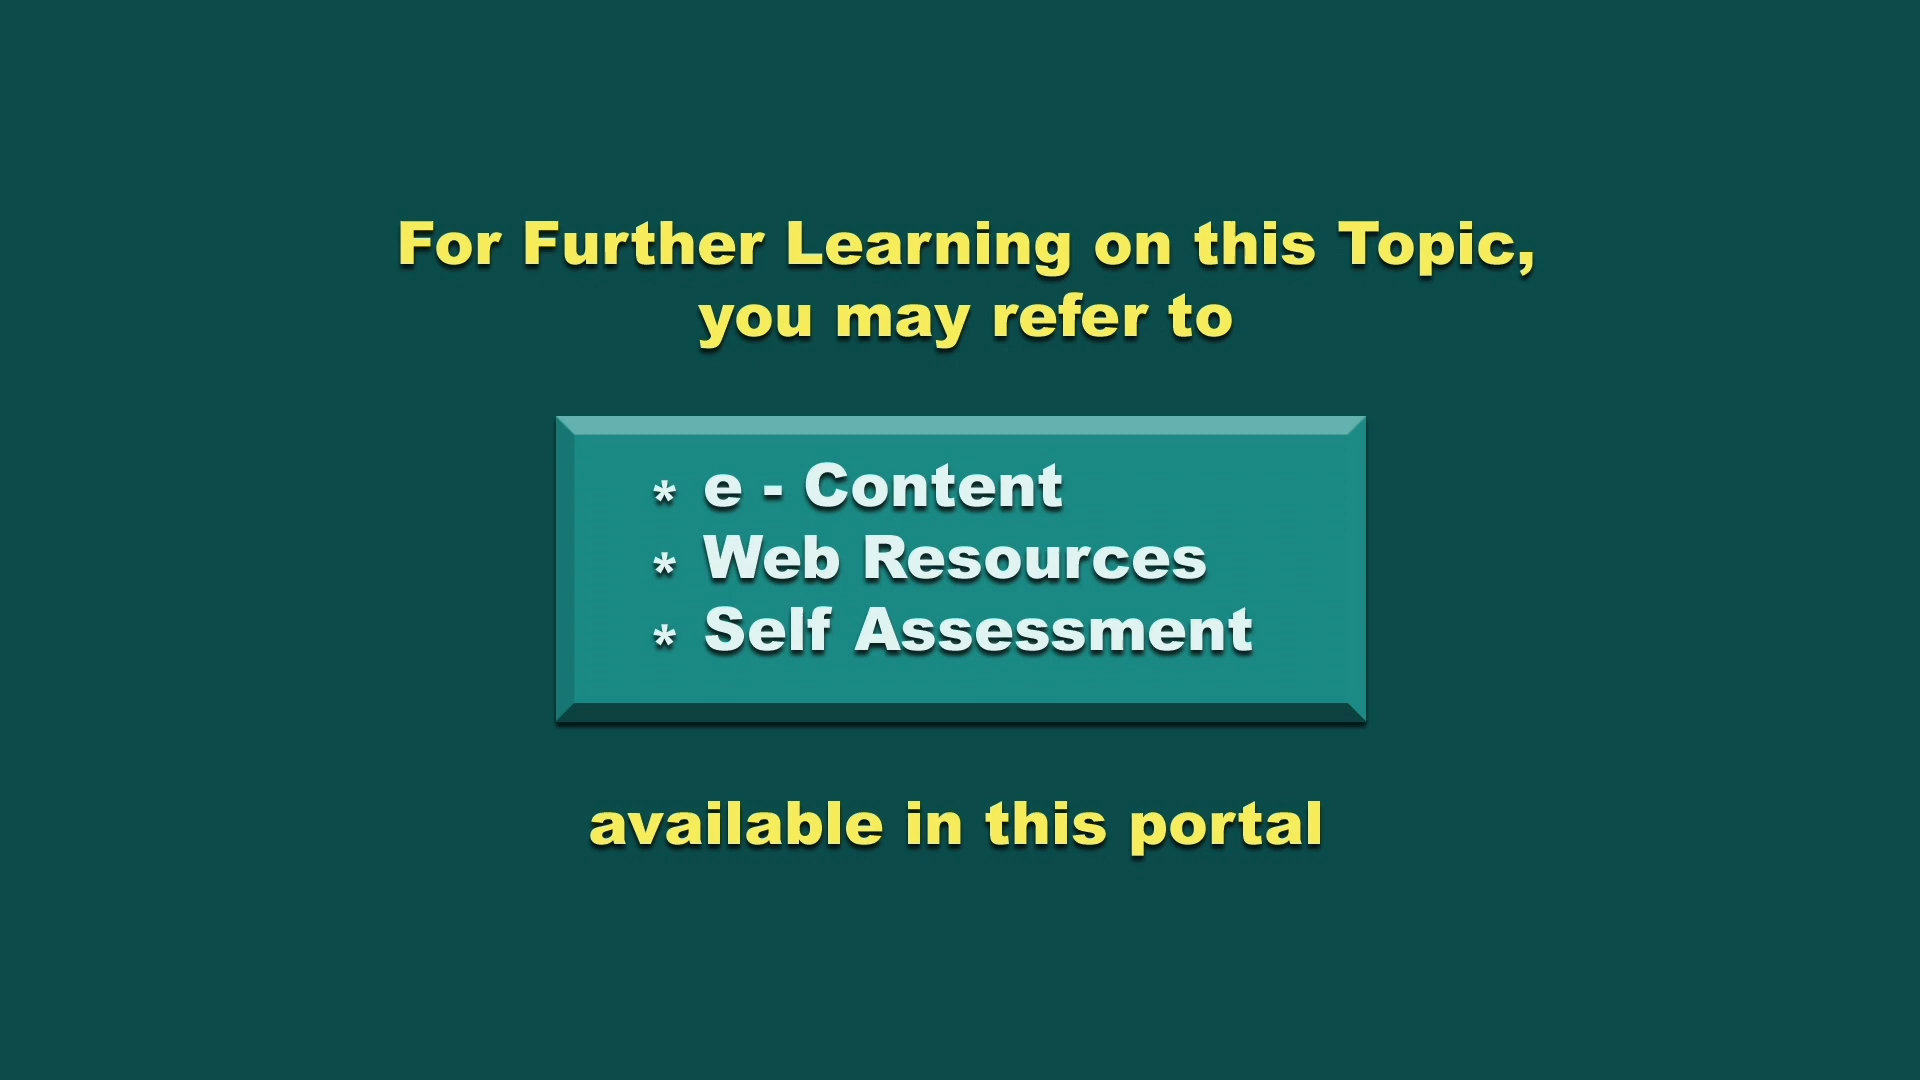 For Further Learning on this Topic,
you may refer to
* e - Content
* Web Resources
* Self Assessment
available in this portal